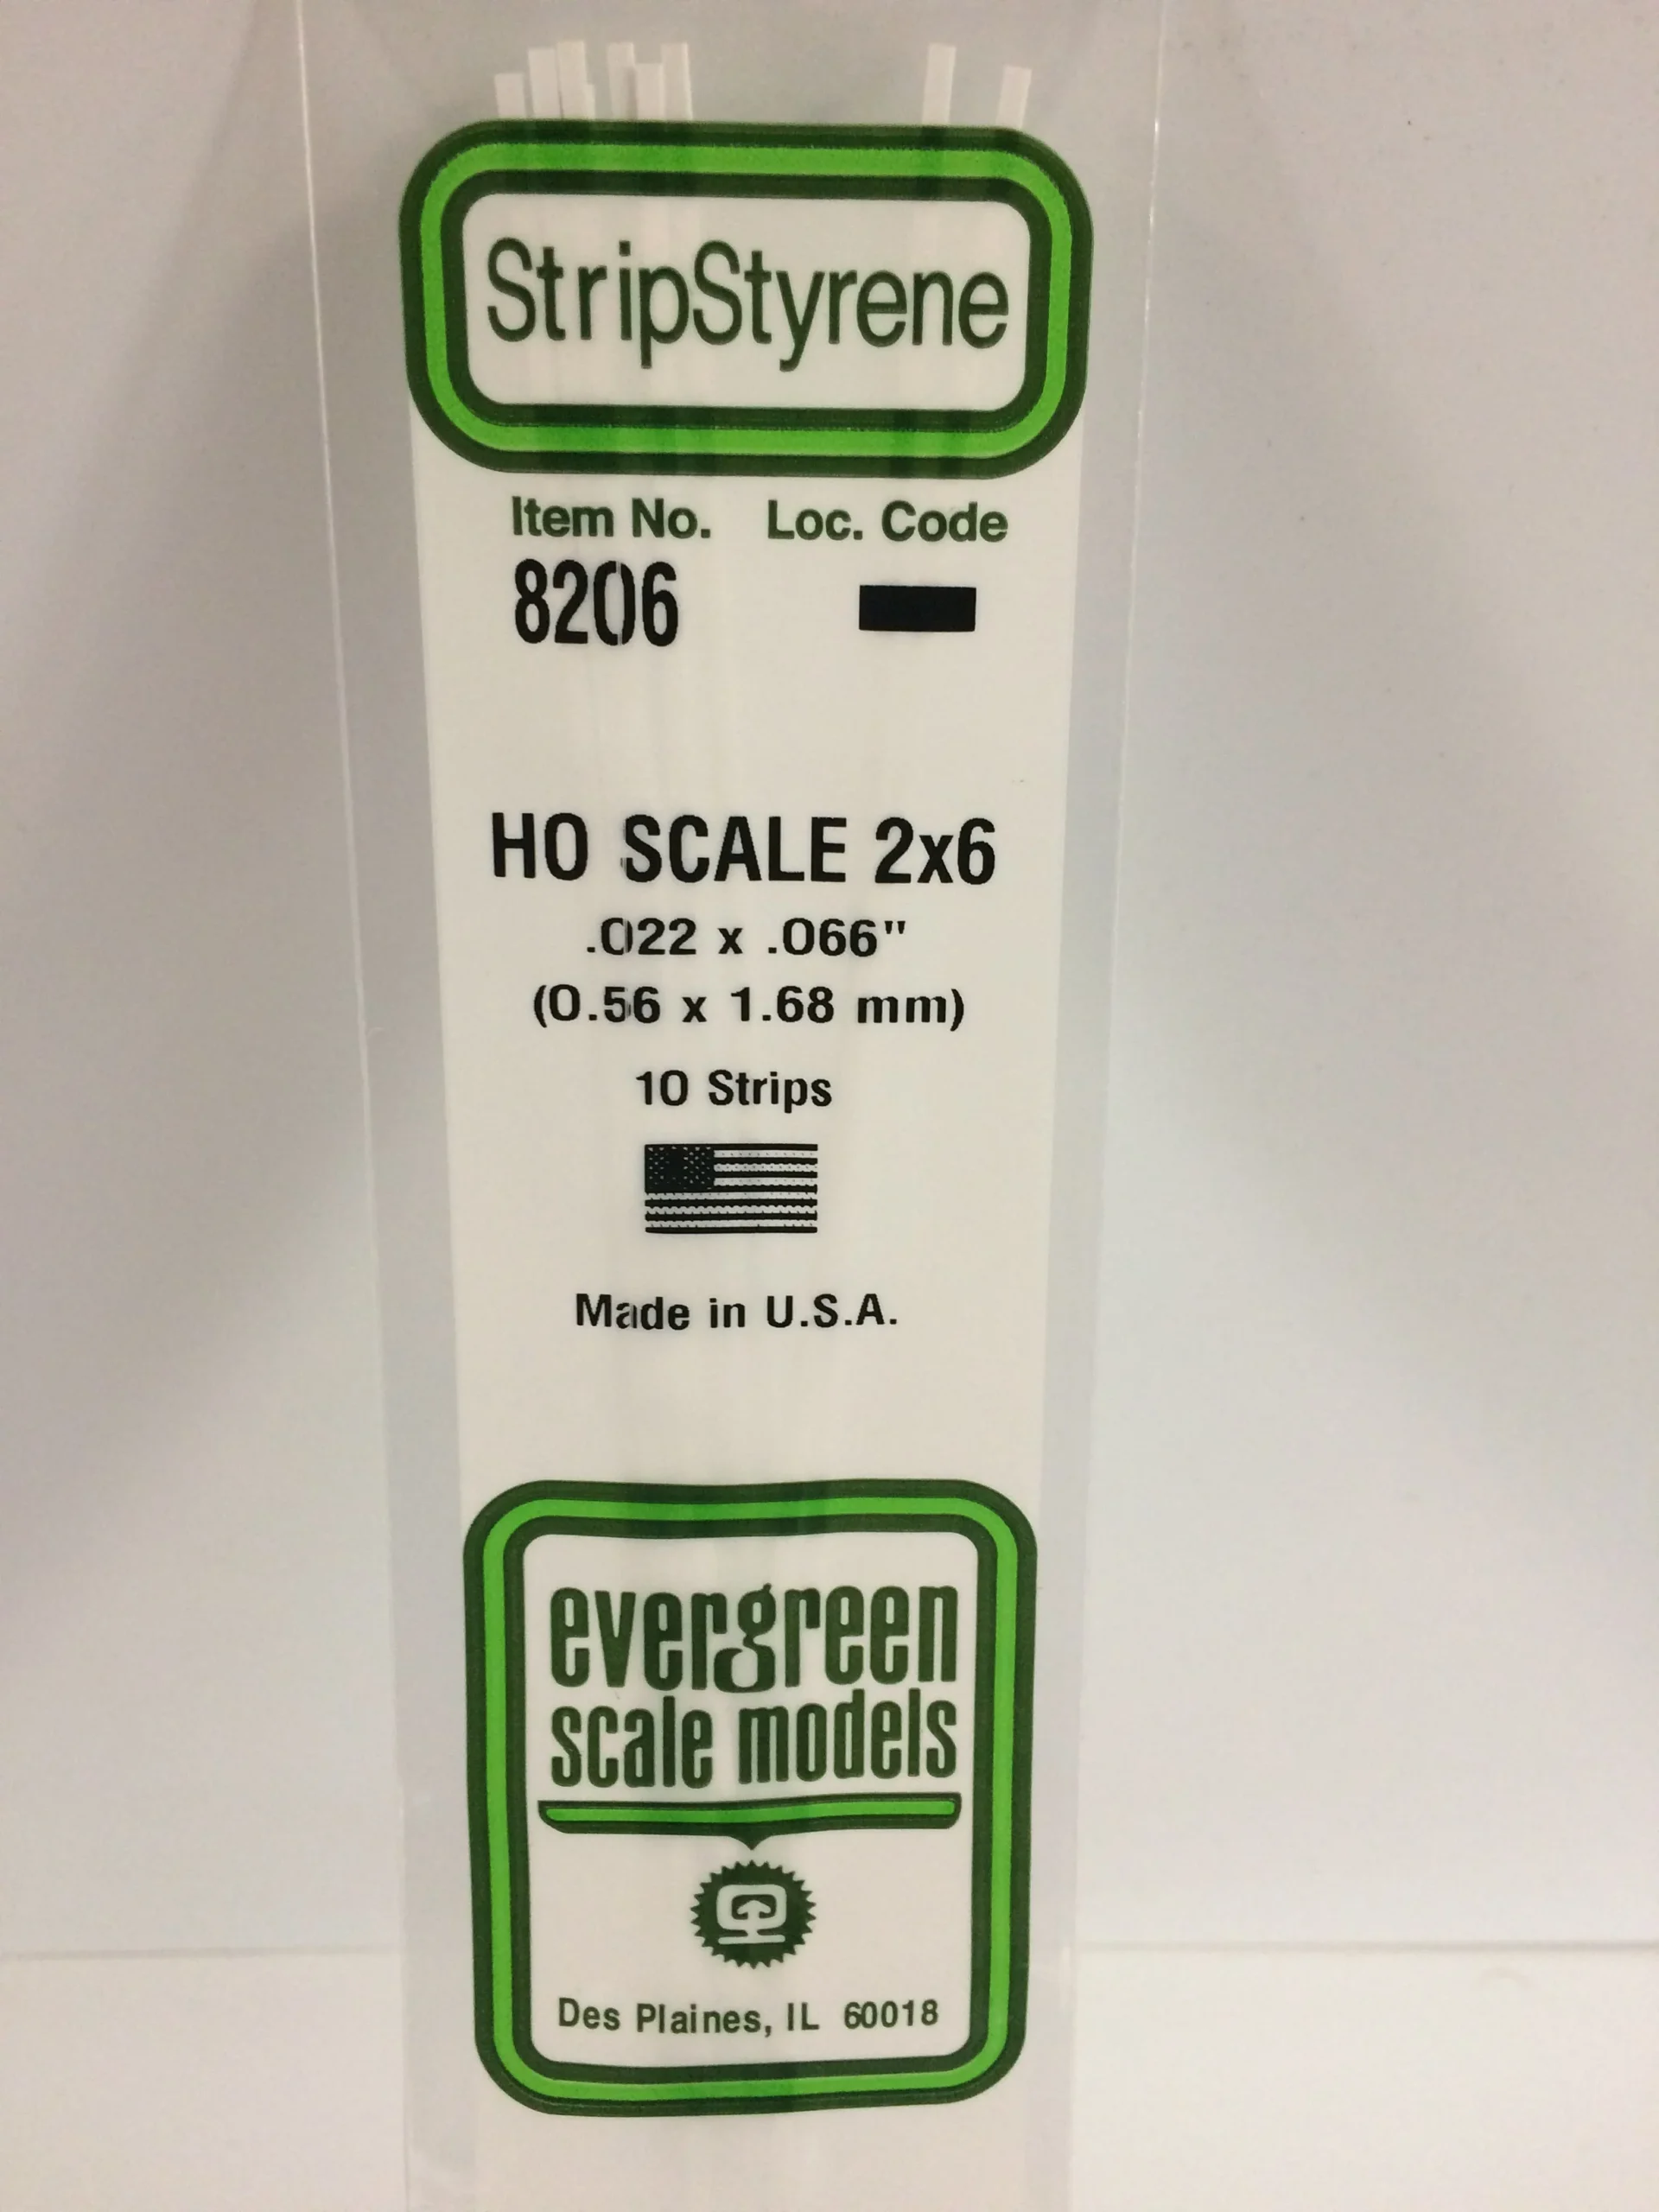 StripStyrene
Item No. Loc. Code
8206
HO SCALE 2x6
.022 x .066"
(0.56 x 1.68 mm)
10 Strips
Made in U.S.A.
evergreen
scale models
Des Plaines, IL 60018